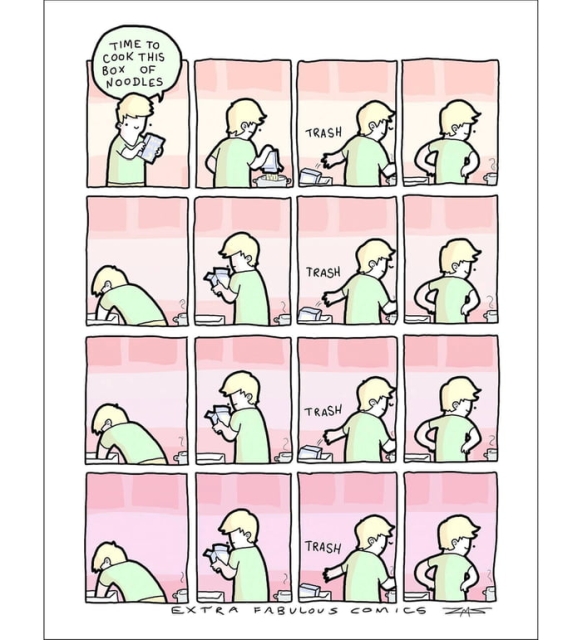 TIME TO
COOK THIS
BOX OF
NOODLES
TRASH
TRASH
TRASH
TRASH
EXTRA FABULOUS COMICS